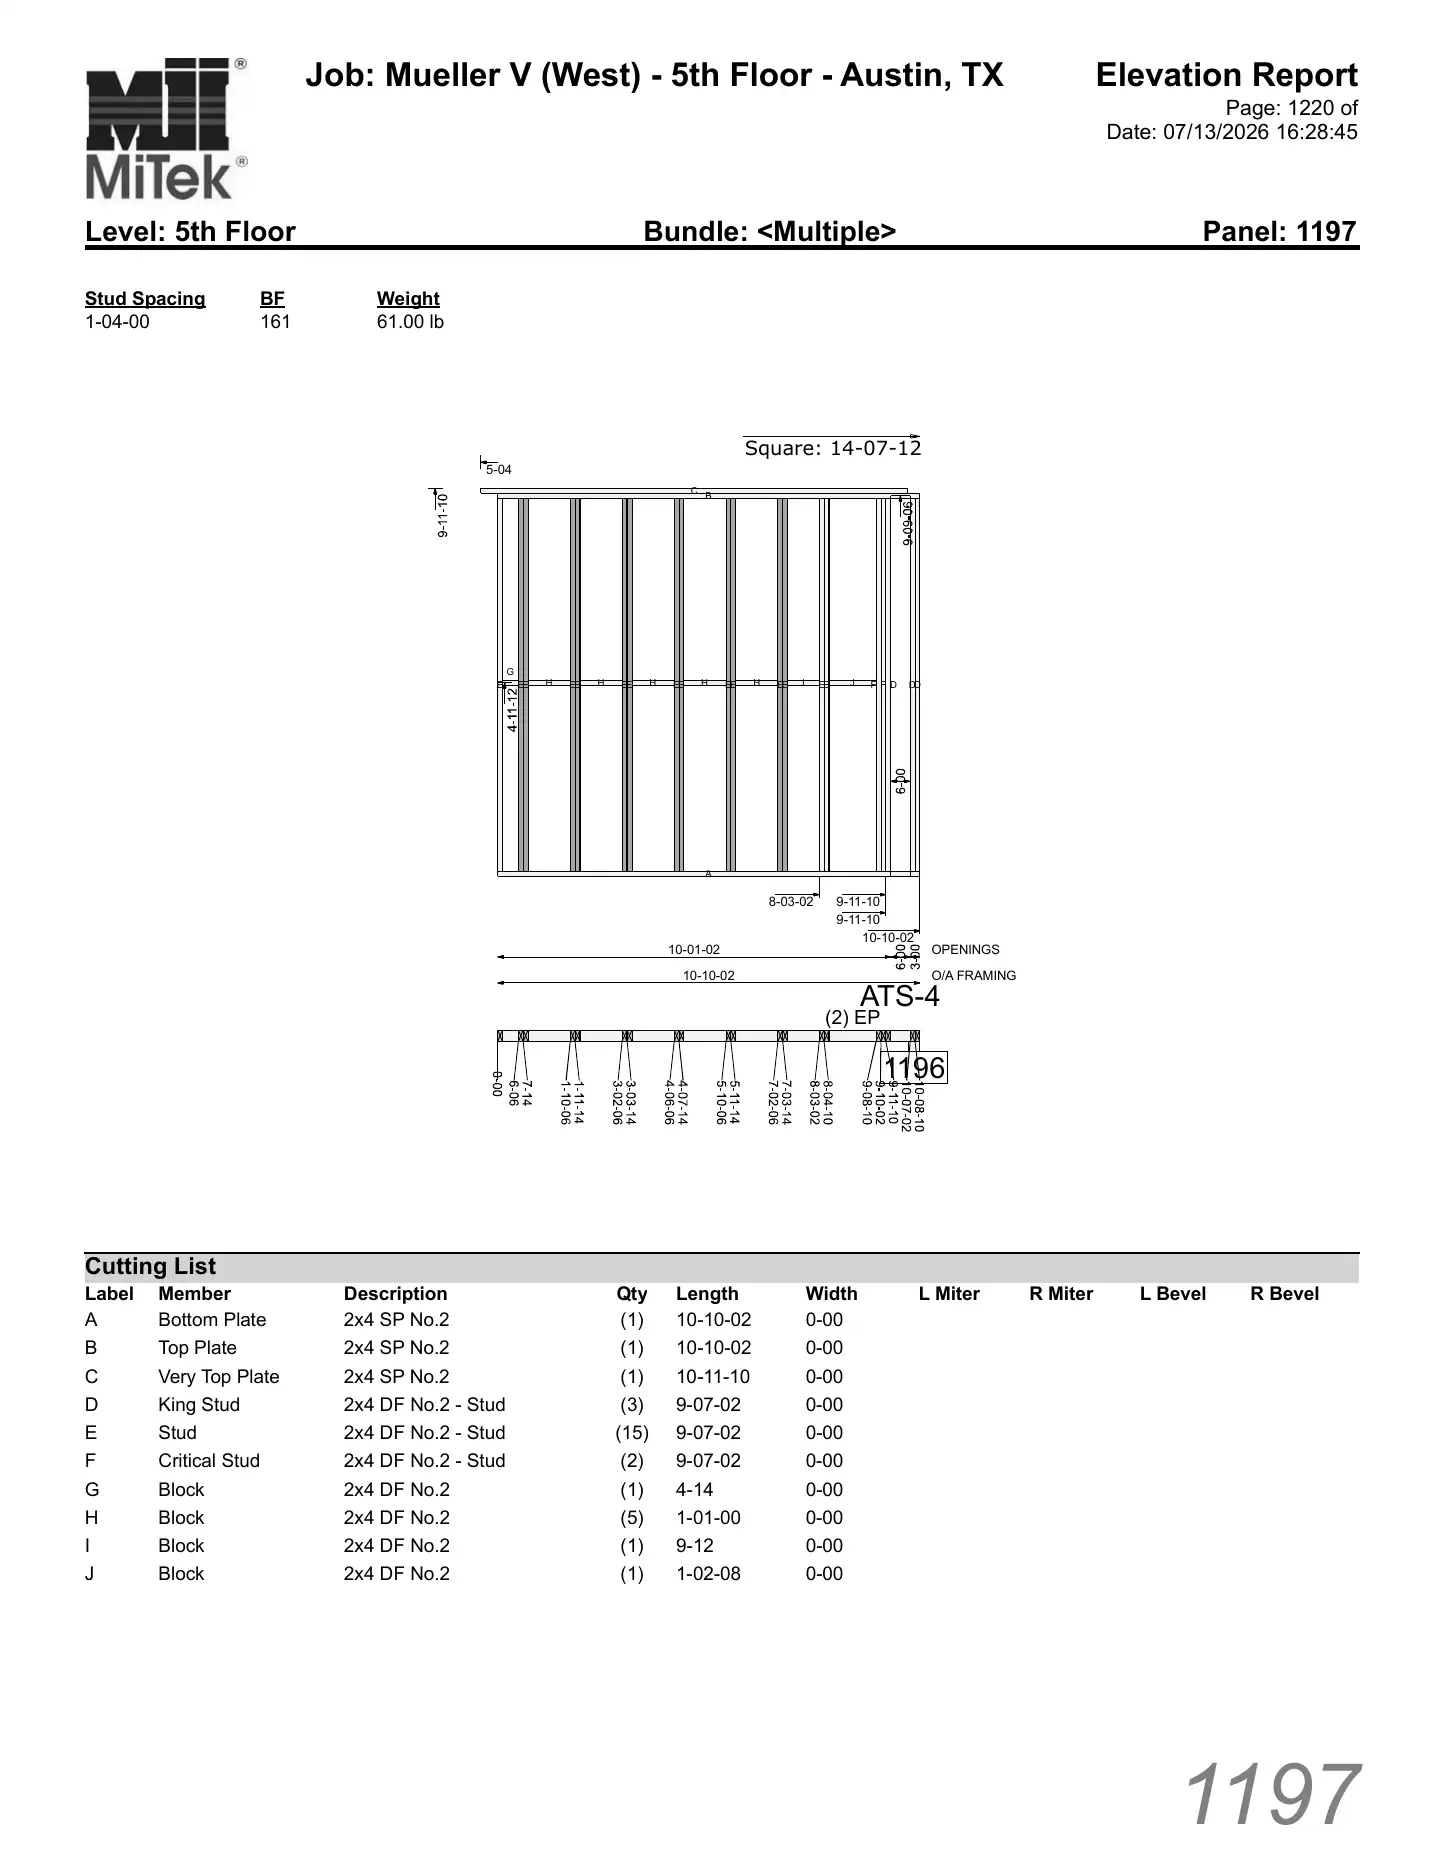 Job: Mueller V (West) - 5th Floor - Austin, TX
Elevation Report
Page: 1220 of
Date: 07/13/2026 16:28:45
MiTek®
Level: 5th Floor Bundle: <Multiple> Panel: 1197
Stud Spacing BF Weight
1-04-00 161 61.00 lb
Square: 14-07-12
5-04
C
B
9-11-10
9-09-06
G
H H H H H I J F D D D
4-11-12
6-00
A
8-03-02 9-11-10
9-11-10
10-10-02
10-01-02 6-00 3-00 OPENINGS
10-10-02 O/A FRAMING
ATS-4
(2) EP
1196
0-00 6-06 7-14 1-10-06 1-11-14 3-02-06 3-03-14 4-06-06 4-07-14 5-10-06 5-11-14 7-02-06 7-03-14 8-03-02 8-04-10 9-08-10 9-10-02 9-11-10 10-07-02 10-08-10
Cutting List
Label Member Description Qty Length Width L Miter R Miter L Bevel R Bevel
A Bottom Plate 2x4 SP No.2 (1) 10-10-02 0-00
B Top Plate 2x4 SP No.2 (1) 10-10-02 0-00
C Very Top Plate 2x4 SP No.2 (1) 10-11-10 0-00
D King Stud 2x4 DF No.2 - Stud (3) 9-07-02 0-00
E Stud 2x4 DF No.2 - Stud (15) 9-07-02 0-00
F Critical Stud 2x4 DF No.2 - Stud (2) 9-07-02 0-00
G Block 2x4 DF No.2 (1) 4-14 0-00
H Block 2x4 DF No.2 (5) 1-01-00 0-00
I Block 2x4 DF No.2 (1) 9-12 0-00
J Block 2x4 DF No.2 (1) 1-02-08 0-00
1197